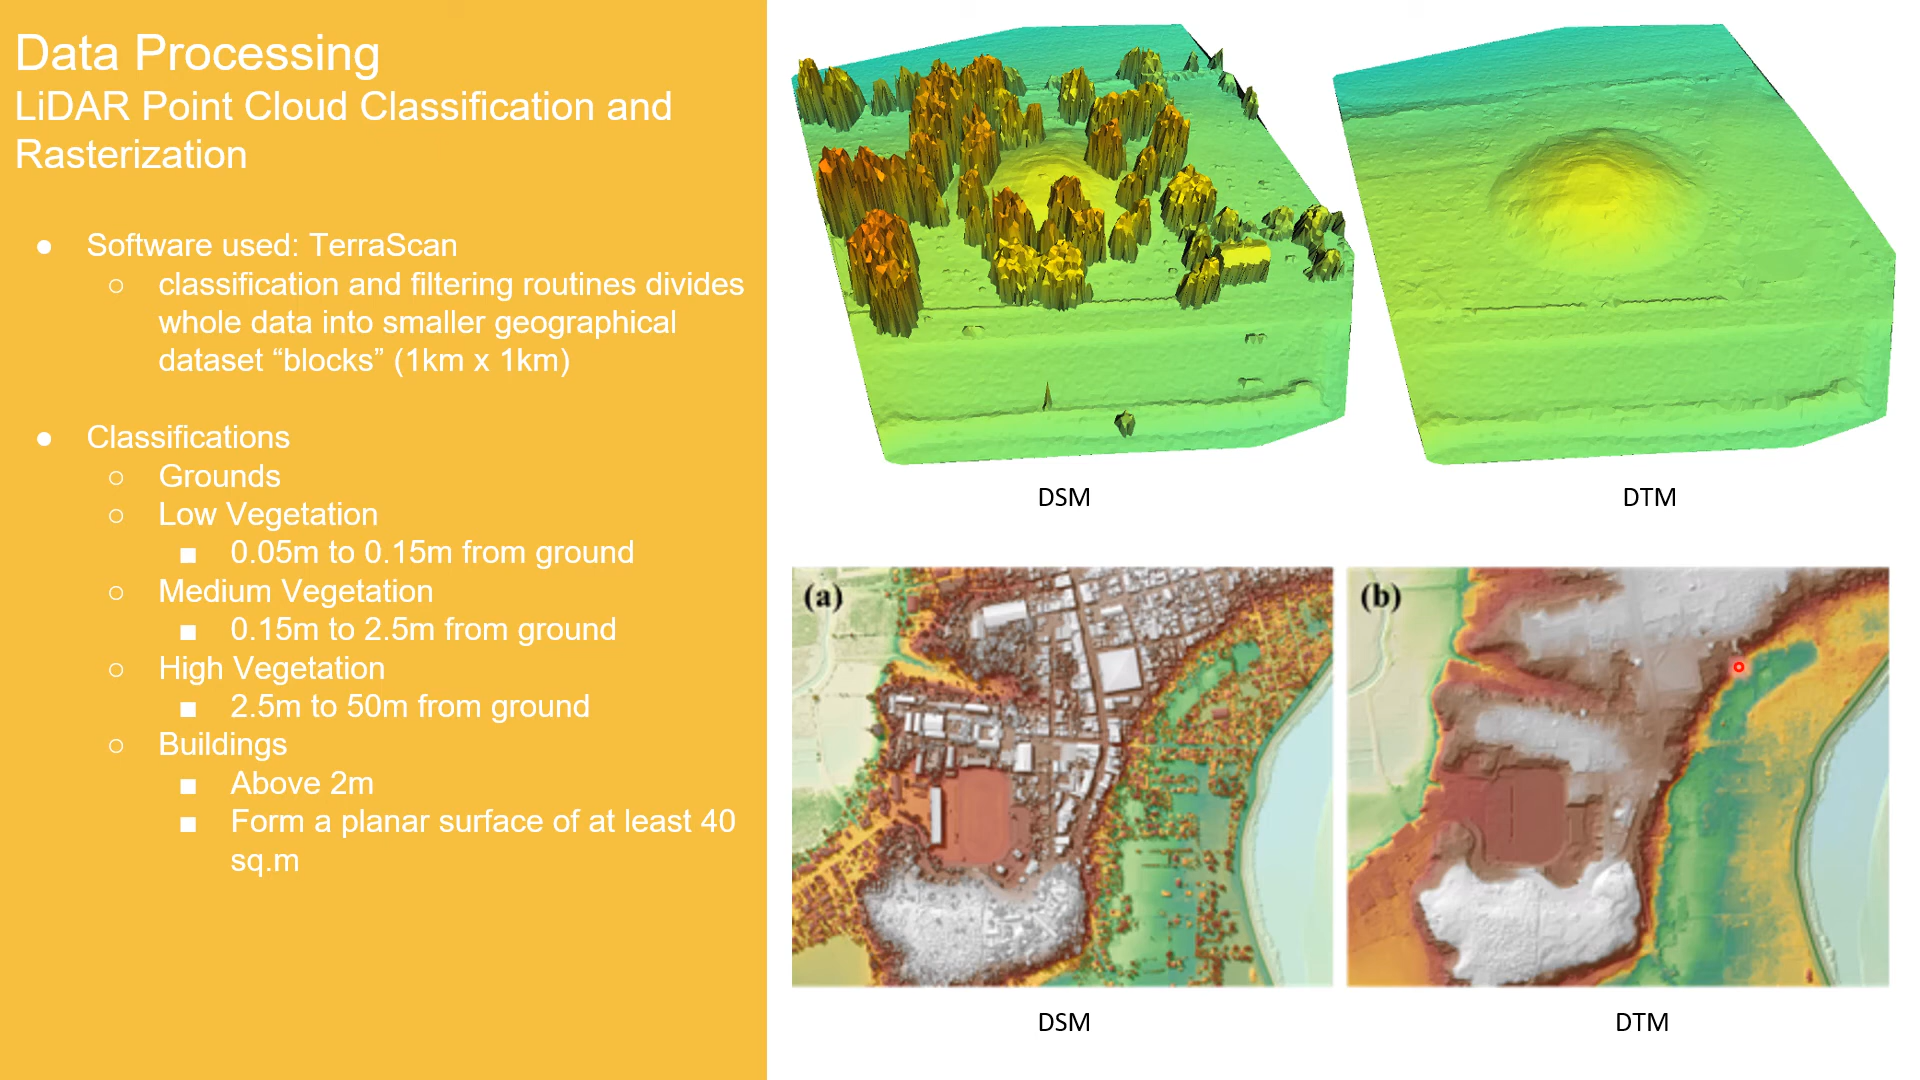 Data Processing
LiDAR Point Cloud Classification and
Rasterization
● Software used: TerraScan
○ classification and filtering routines divides
whole data into smaller geographical
dataset “blocks” (1km x 1km)
● Classifications
○ Grounds
○ Low Vegetation
■ 0.05m to 0.15m from ground
○ Medium Vegetation
■ 0.15m to 2.5m from ground
○ High Vegetation
■ 2.5m to 50m from ground
○ Buildings
■ Above 2m
■ Form a planar surface of at least 40
sq.m
DSM
DTM
(a)
(b)
DSM
DTM